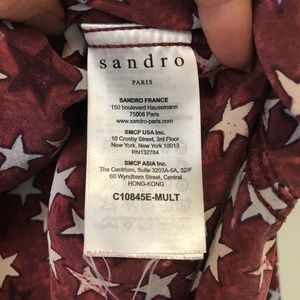 sandro
PARIS
SANDRO FRANCE
150 boulevard Haussmann
75008 Paris
www.sandro-paris.com
SMCP USA Inc.
10 Crosby Street, 3rd Floor
New York, New York 10013
RN132784
SMCP ASIA Inc.
The Centrium, Suite 3203A-5A, 32/F
60 Wyndham Street, Central
HONG-KONG
C10845E-MULT